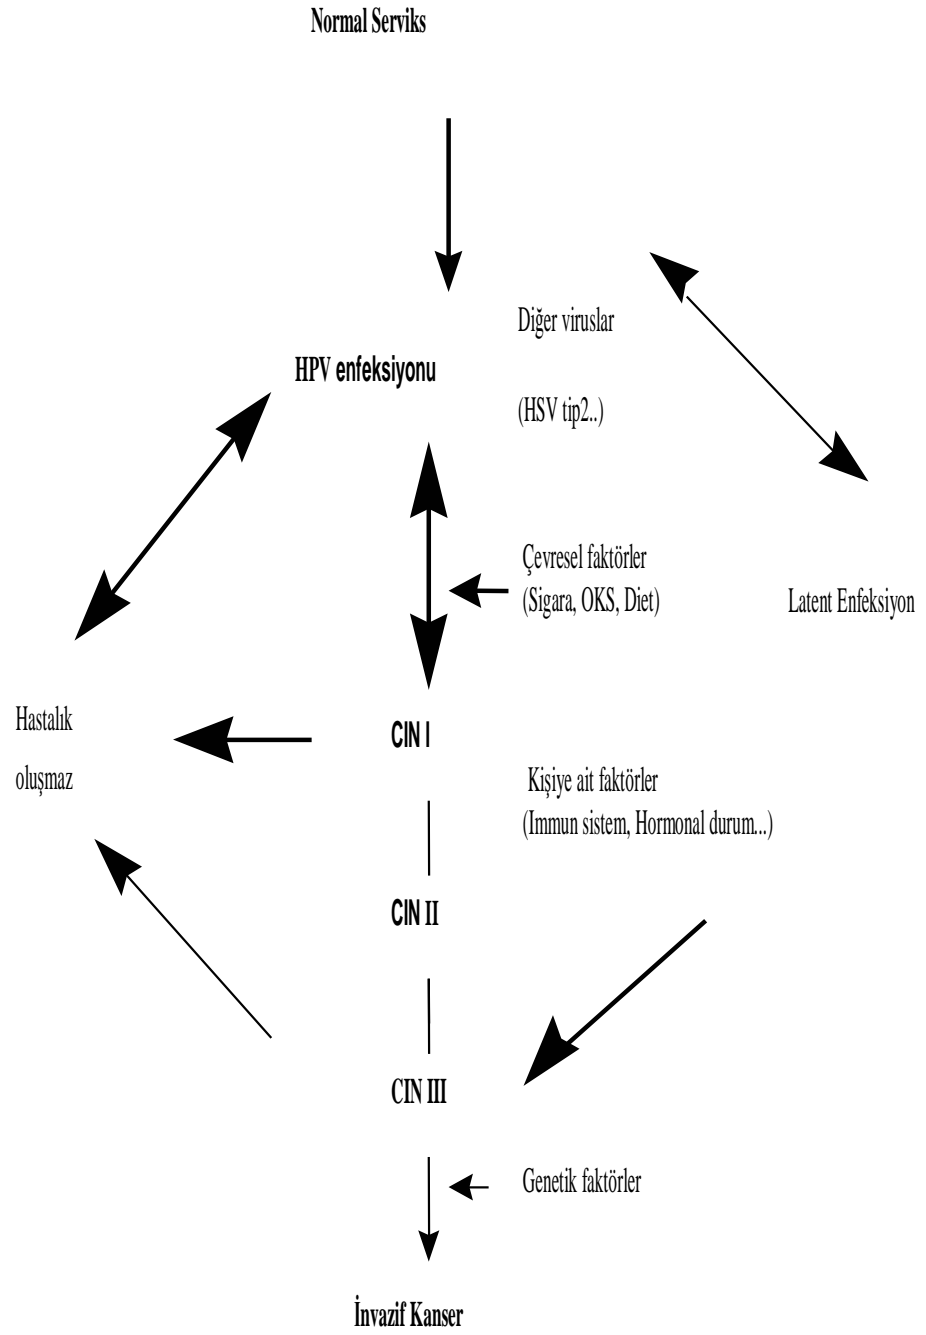 Normal Serviks
Diğer viruslar
HPV enfeksiyonu
(HSV tip2..)
Çevresel faktörler
(Sigara, OKS, Diet)
Latent Enfeksiyon
Hastalık
oluşmaz
CIN I
Kişiye ait faktörler
(Immun sistem, Hormonal durum...)
CIN II
CIN III
Genetik faktörler
İnvazif Kanser